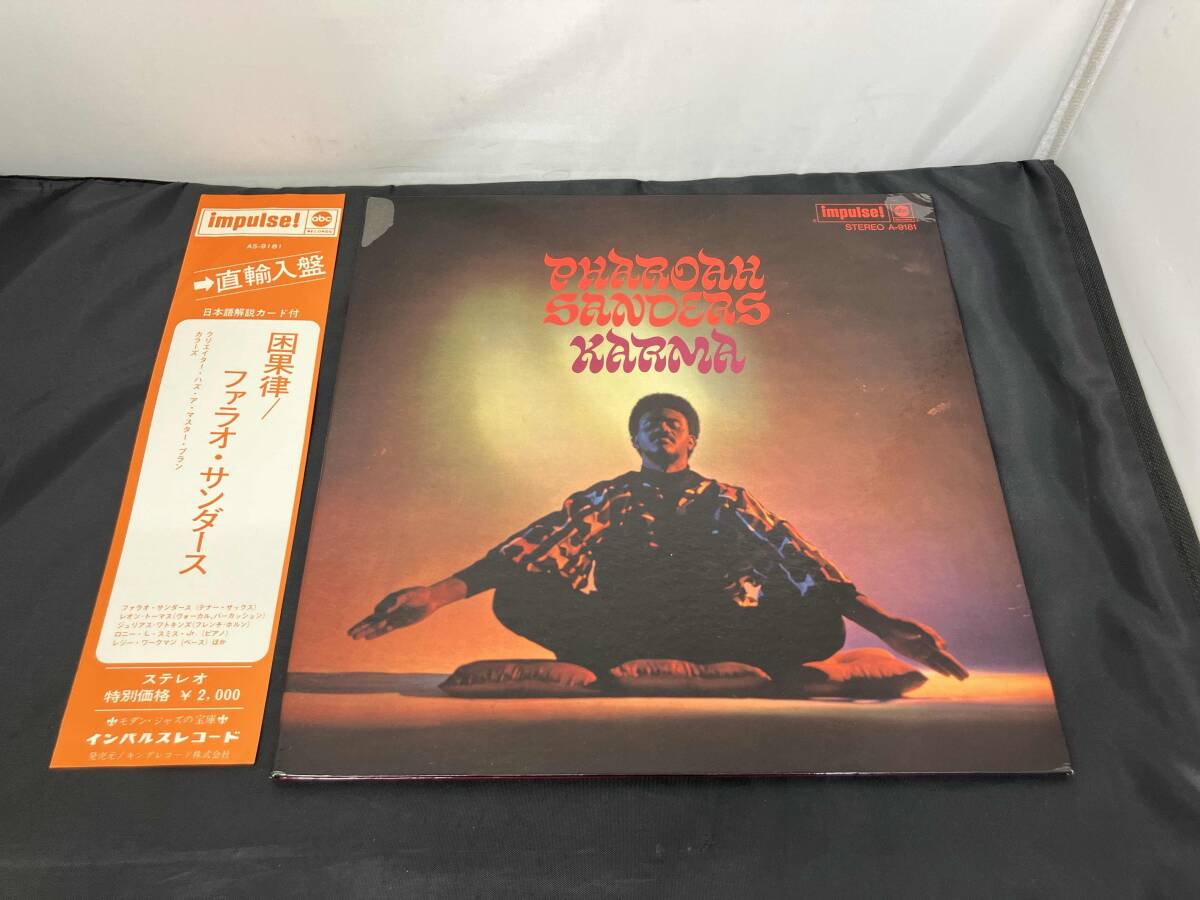 impulse!
abc
RECORDS
AS-9181
➡直輸入盤
日本語解説カード付
困果律/
ファラオ・サンダース
クリエイター・ハズ・ア・マスター・プラン
カラーズ
ファラオ・サンダース (テナー・サックス)
レオン・トーマス(ヴォーカル,パーカッション)
ジュリアス・ワトキンズ(フレンチ・ホルン)
ロニー・L・スミス・Jr. (ピアノ)
レジー・ワークマン (ベース) ほか
ステレオ
特別価格 ¥ 2,000
✤モダン・ジャズの宝庫✤
インパルスレコード
発売元/キングレコード株式会社
impulse!
abc
STEREO A-9181
PHAROAH
SANDERS
KARMA